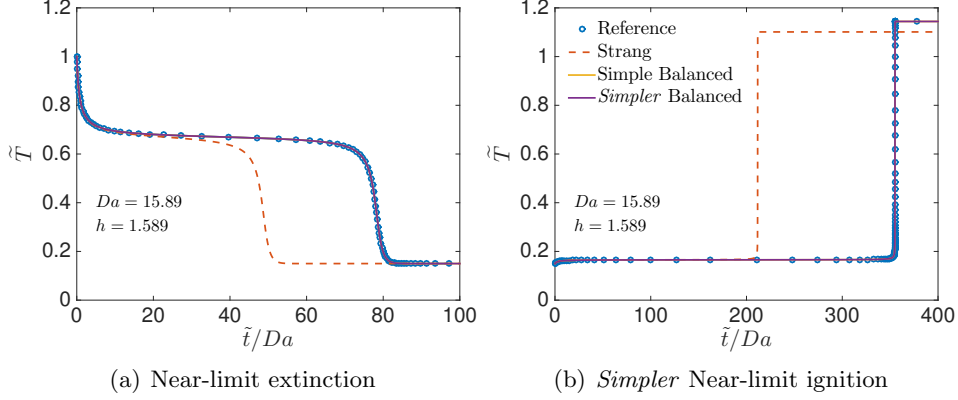 1.2
1
0.8
0.6
0.4
0.2
0
T̃
Da = 15.89
h = 1.589
0 20 40 60 80 100
t̃/Da
(a) Near-limit extinction
1.2
1
0.8
0.6
0.4
0.2
0
T̃
Reference
Strang
Simple Balanced
Simpler Balanced
Da = 15.89
h = 1.589
0 100 200 300 400
t̃/Da
(b) Simpler Near-limit ignition